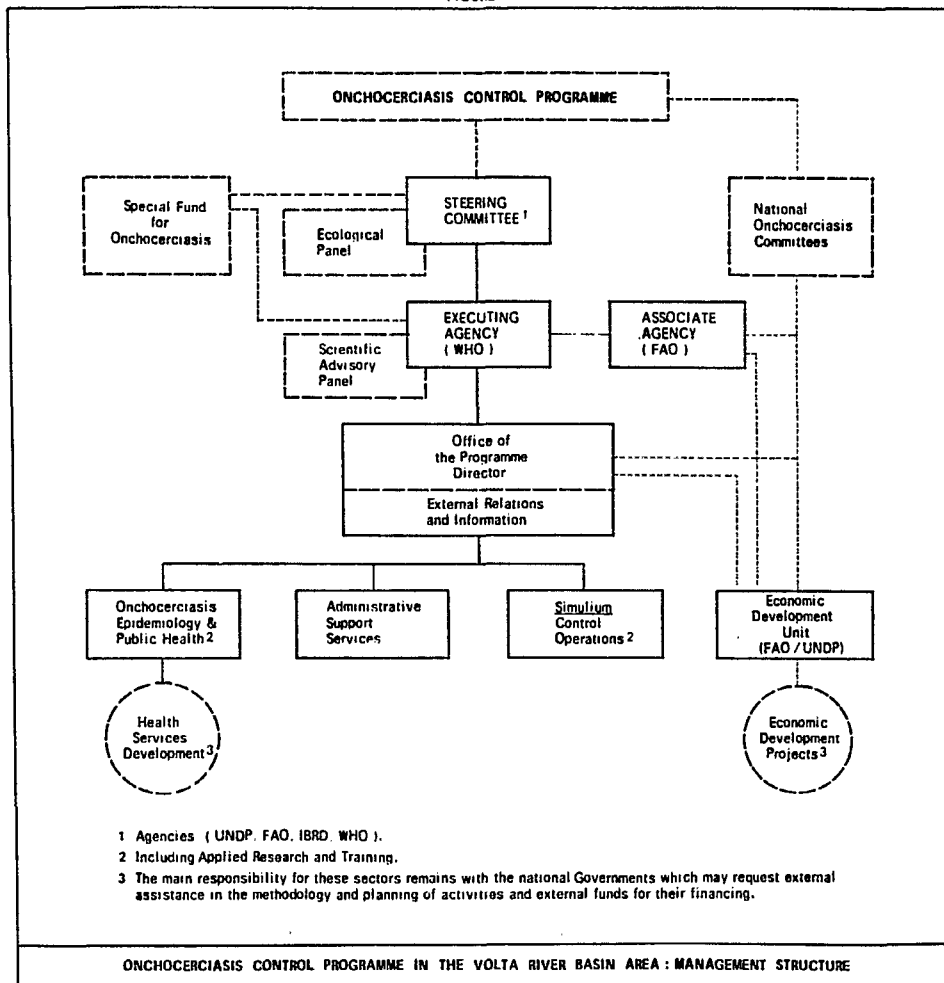 ONCHOCERCIASIS CONTROL PROGRAMME
Special Fund
for
Onchocerciasis
Ecological
Panel
STEERING
COMMITTEE 1
National
Onchocerciasis
Committees
Scientific
Advisory
Panel
EXECUTING
AGENCY
( WHO )
ASSOCIATE
AGENCY
( FAO )
Office of
the Programme
Director
External Relations
and Information
Onchocerciasis
Epidemiology &
Public Health 2
Administrative
Support
Services
Simulium
Control
Operations 2
Economic
Development
Unit
(FAO / UNDP)
Health
Services
Development 3
Economic
Development
Projects 3
1 Agencies ( UNDP, FAO, IBRD, WHO ).
2 Including Applied Research and Training.
3 The main responsibility for these sectors remains with the national Governments which may request external
assistance in the methodology and planning of activities and external funds for their financing.
ONCHOCERCIASIS CONTROL PROGRAMME IN THE VOLTA RIVER BASIN AREA : MANAGEMENT STRUCTURE